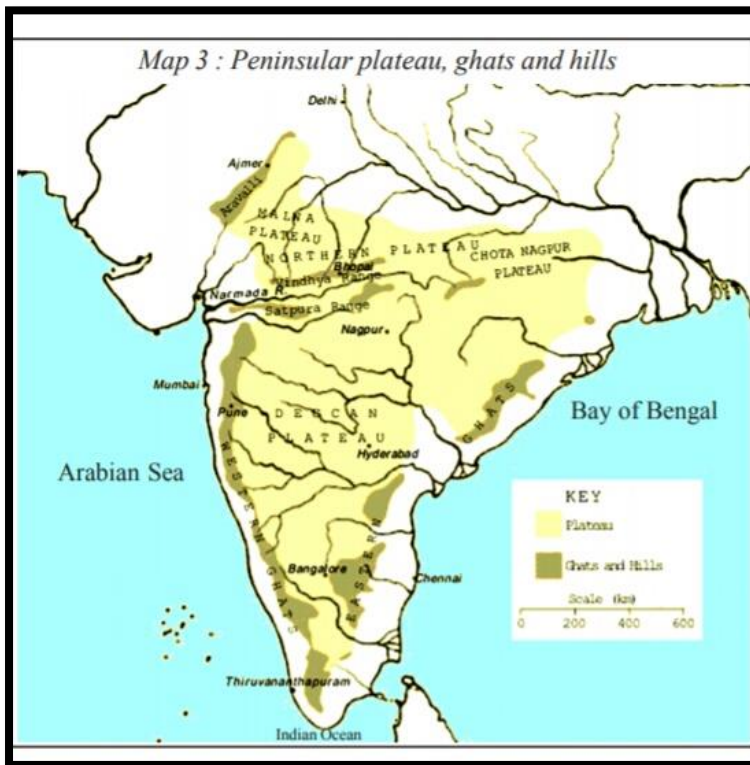 Map 3 : Peninsular plateau, ghats and hills
Delhi
Ajmer
Aravalli
MALWA
PLATEAU
NORTHERN PLATEAU
CHOTA NAGPUR
PLATEAU
Bhopal
Vindhya Range
Narmada R.
Satpura Range
Nagpur
Mumbai
Pune
DECCAN
PLATEAU
Hyderabad
GHATS
Bay of Bengal
Arabian Sea
WESTERN GHATS
EASTERN
Bangalore
Chennai
Thiruvananthapuram
Indian Ocean
KEY
Plateau
Ghats and Hills
Scale (km)
0 200 400 600